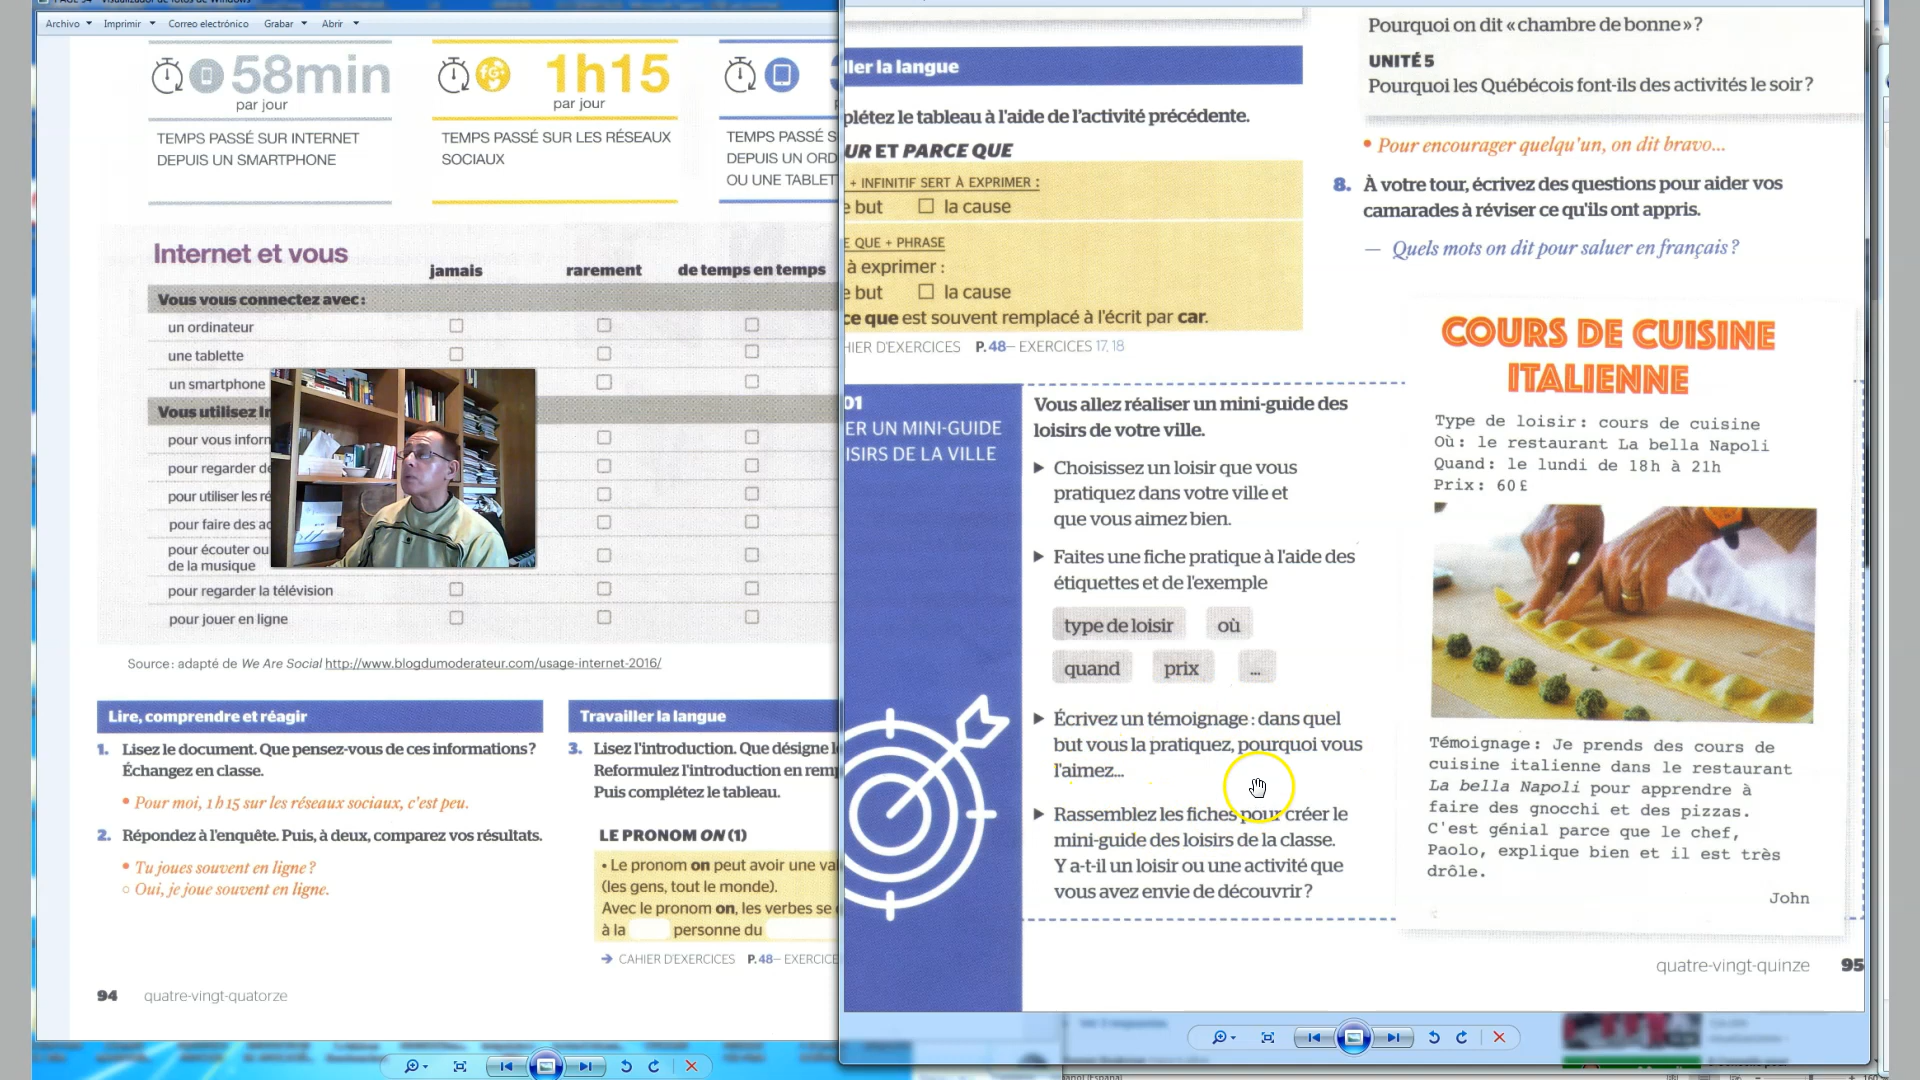 Archivo Imprimir Correo electrónico Grabar Abrir
58min
par jour
TEMPS PASSÉ SUR INTERNET
DEPUIS UN SMARTPHONE
1h15
par jour
TEMPS PASSÉ SUR LES RÉSEAUX
SOCIAUX
TEMPS PASSÉ S
DEPUIS UN ORD
OU UNE TABLET
Internet et vous
jamais rarement de temps en temps
Vous vous connectez avec :
un ordinateur
une tablette
un smartphone
Vous utilisez In
pour vous inforn
pour regarder de
pour utiliser les ré
pour faire des ac
pour écouter ou
de la musique
pour regarder la télévision
pour jouer en ligne
Source : adapté de We Are Social http://www.blogdumoderateur.com/usage-internet-2016/
Lire, comprendre et réagir
1. Lisez le document. Que pensez-vous de ces informations ?
Échangez en classe.
• Pour moi, 1 h 15 sur les réseaux sociaux, c'est peu.
2. Répondez à l'enquête. Puis, à deux, comparez vos résultats.
• Tu joues souvent en ligne ?
○ Oui, je joue souvent en ligne.
Travailler la langue
3. Lisez l'introduction. Que désigne l
Reformulez l'introduction en remp
Puis complétez le tableau.
LE PRONOM ON (1)
• Le pronom on peut avoir une val
(les gens, tout le monde).
Avec le pronom on, les verbes se
à la personne du
→ CAHIER D'EXERCICES P.48 – EXERCICE
94 quatre-vingt-quatorze
ller la langue
plétez le tableau à l'aide de l'activité précédente.
UR ET PARCE QUE
+ INFINITIF SERT À EXPRIMER :
e but la cause
E QUE + PHRASE
à exprimer :
e but la cause
ce que est souvent remplacé à l'écrit par car.
HIER D'EXERCICES P.48 – EXERCICES 17, 18
01
ER UN MINI-GUIDE
ISIRS DE LA VILLE
Vous allez réaliser un mini-guide des
loisirs de votre ville.
Choisissez un loisir que vous
pratiquez dans votre ville et
que vous aimez bien.
Faites une fiche pratique à l'aide des
étiquettes et de l'exemple
type de loisir où
quand prix ...
Écrivez un témoignage : dans quel
but vous la pratiquez, pourquoi vous
l'aimez...
Rassemblez les fiches pour créer le
mini-guide des loisirs de la classe.
Y a-t-il un loisir ou une activité que
vous avez envie de découvrir ?
Pourquoi on dit « chambre de bonne » ?
UNITÉ 5
Pourquoi les Québécois font-ils des activités le soir ?
• Pour encourager quelqu'un, on dit bravo...
8. À votre tour, écrivez des questions pour aider vos
camarades à réviser ce qu'ils ont appris.
— Quels mots on dit pour saluer en français ?
COURS DE CUISINE
ITALIENNE
Type de loisir : cours de cuisine
Où : le restaurant La bella Napoli
Quand : le lundi de 18h à 21h
Prix : 60 £
Témoignage : Je prends des cours de
cuisine italienne dans le restaurant
La bella Napoli pour apprendre à
faire des gnocchi et des pizzas.
C'est génial parce que le chef,
Paolo, explique bien et il est très
drôle.
John
quatre-vingt-quinze 95